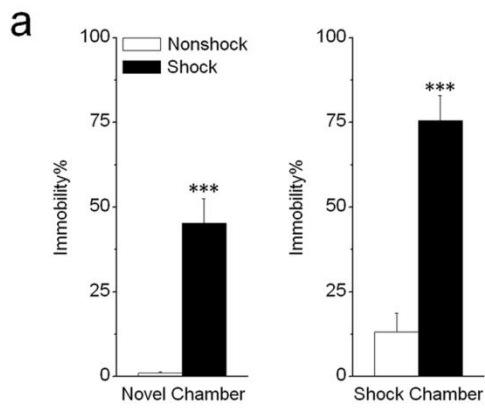 a
Nonshock
Shock
100
75
50
25
0
Immobility%
***
Novel Chamber
100
75
50
25
0
Immobility%
***
Shock Chamber